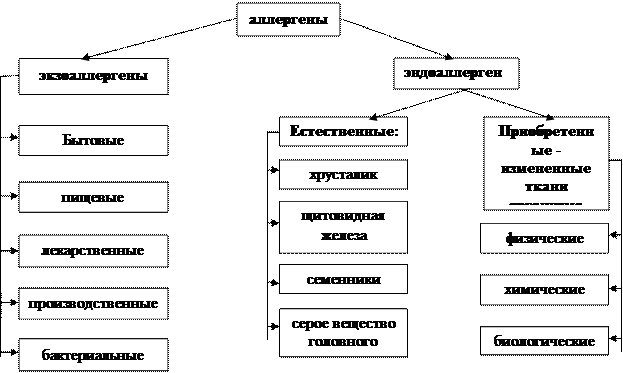 аллергены
экзоаллергены
Бытовые
пищевые
лекарственные
производственные
бактериальные
эндоаллерген
Естественные:
хрусталик
щитовидная
железа
семенники
серое вещество
головного
Приобретенн
ые -
измененные
ткани
физические
химические
биологические